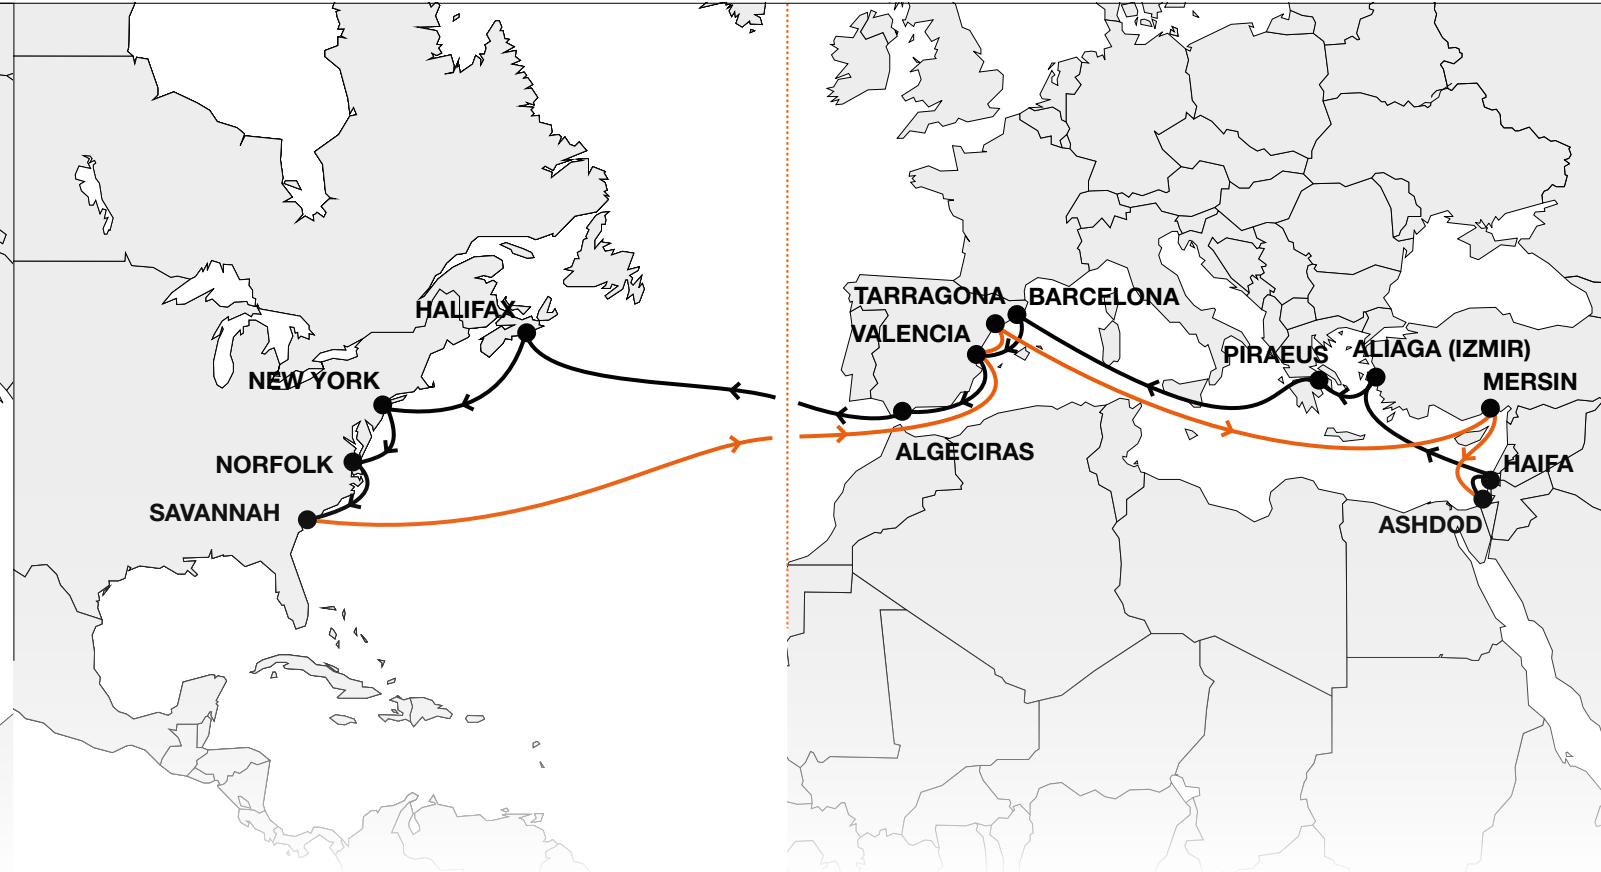 TARRAGONA
BARCELONA
HALIFAX
VALENCIA
PIRAEUS
ALIAGA (IZMIR)
NEW YORK
MERSIN
ALGECIRAS
NORFOLK
HAIFA
SAVANNAH
ASHDOD